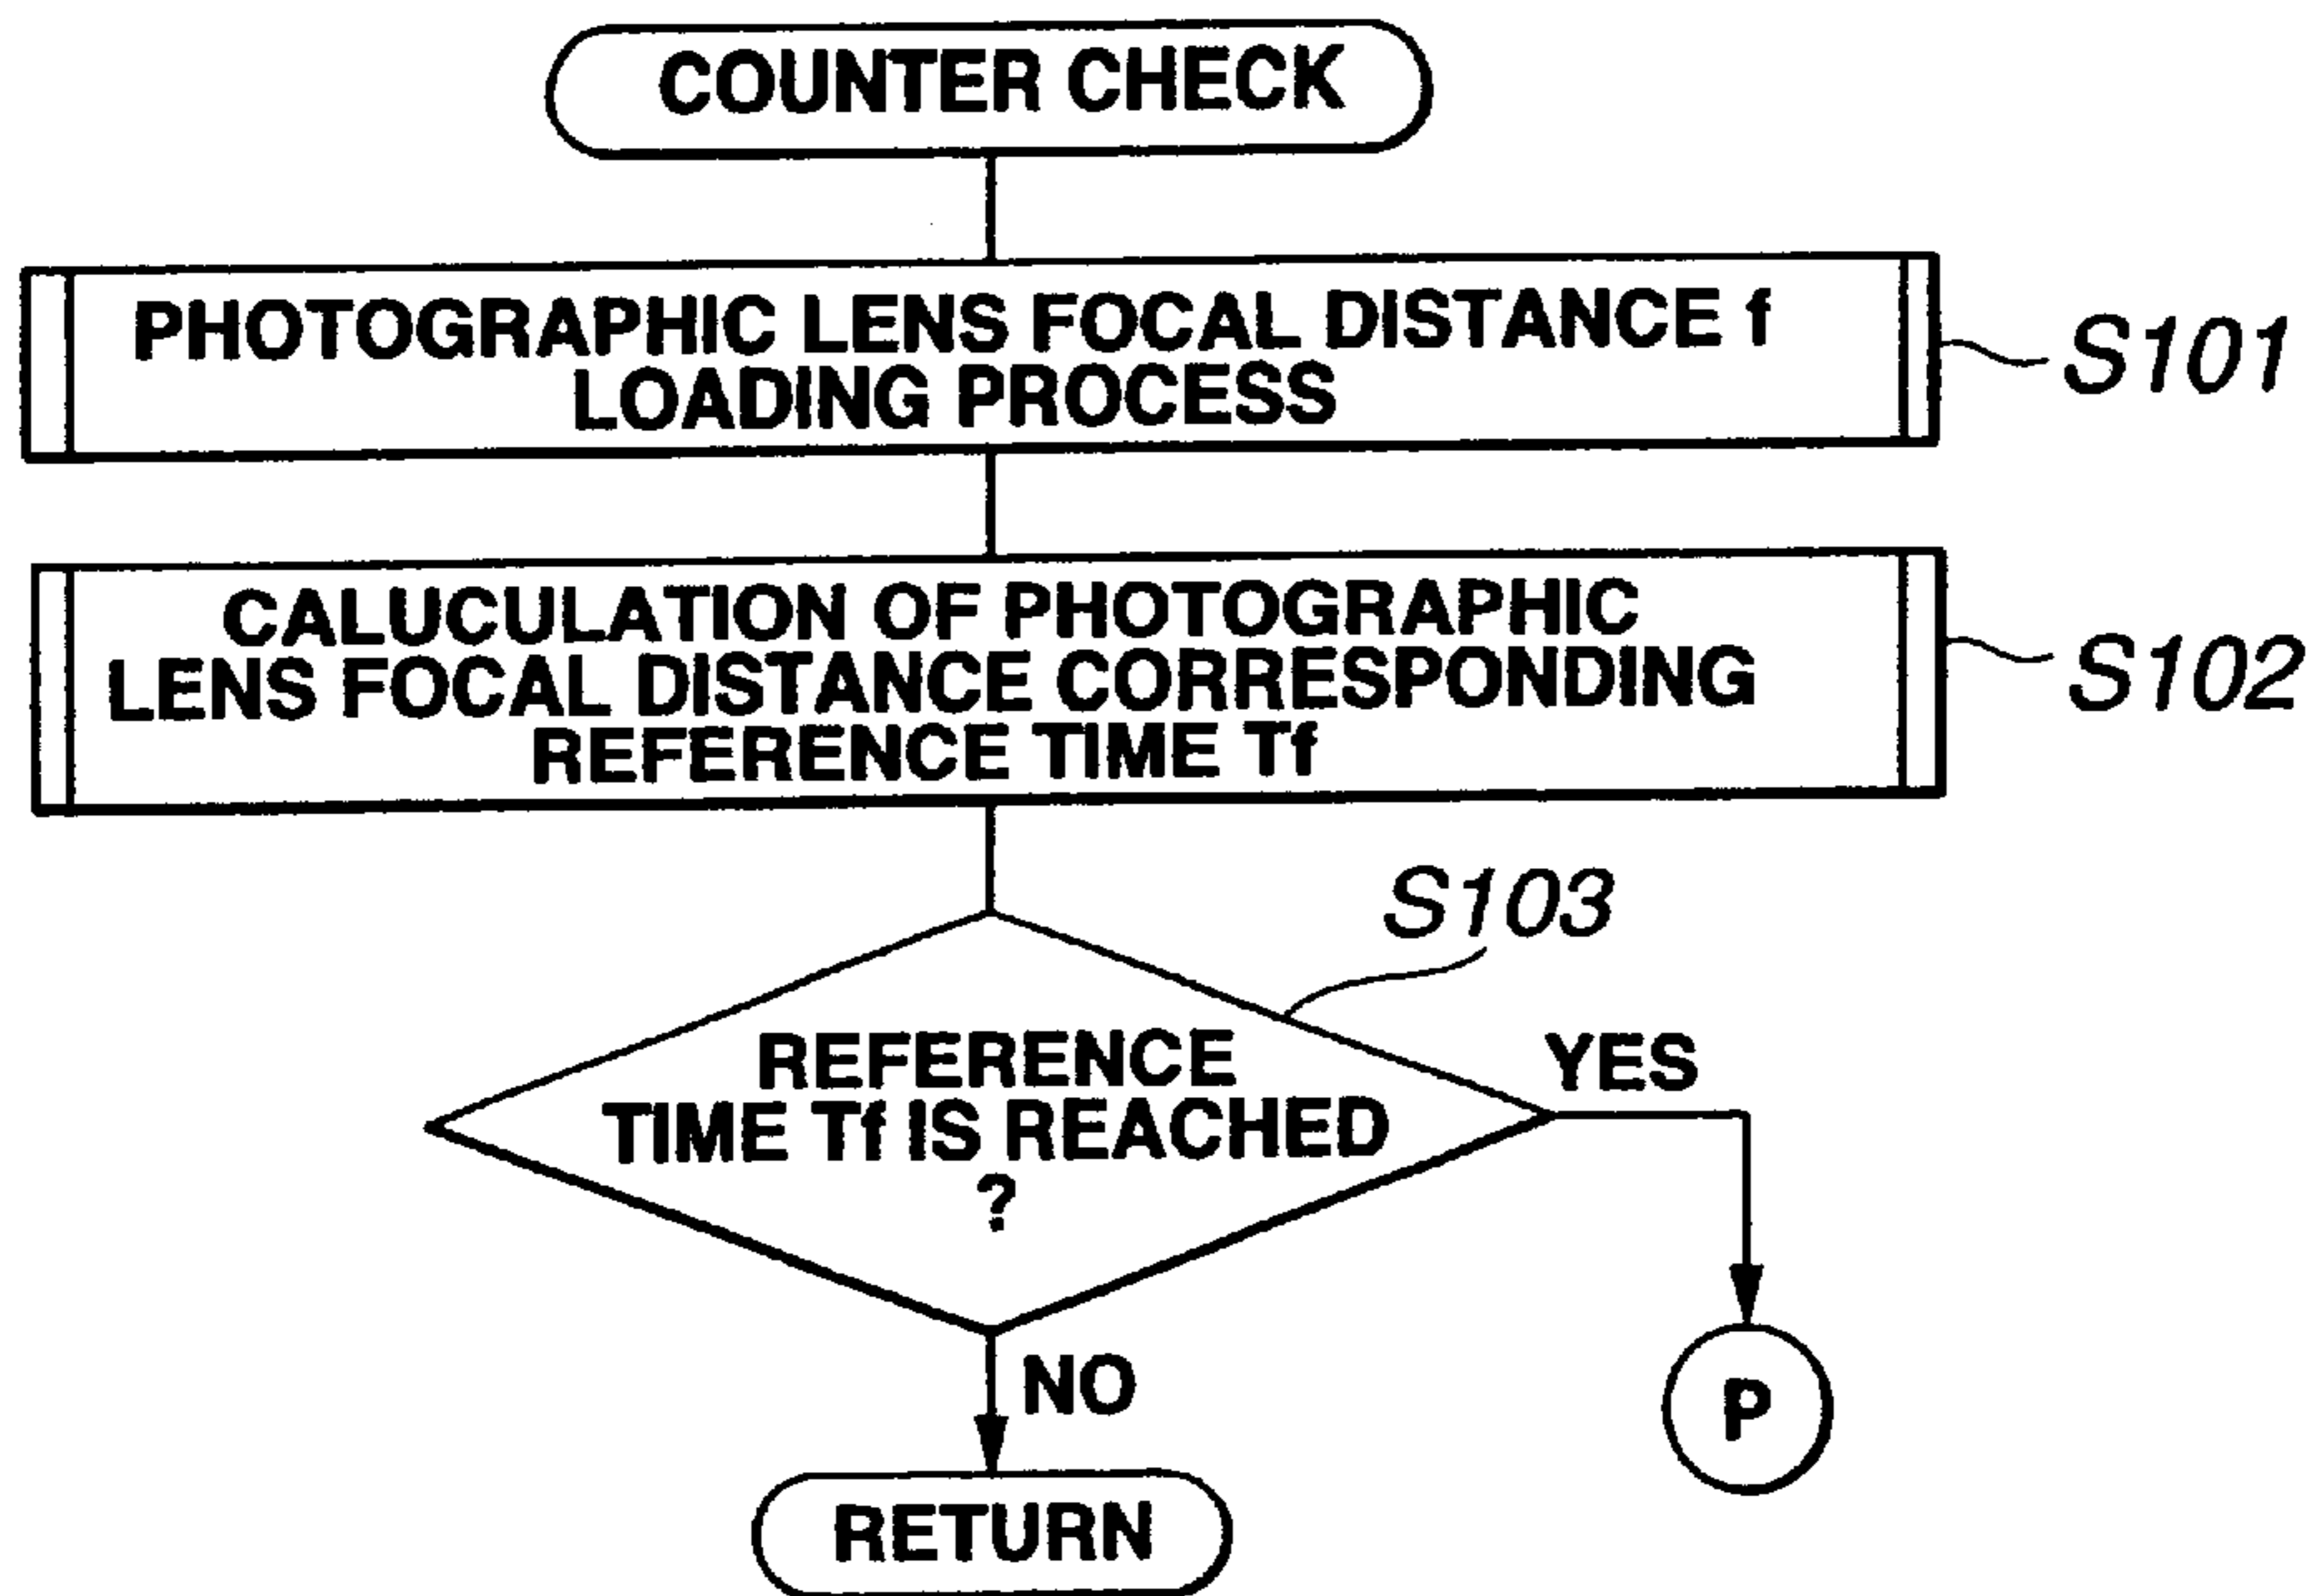 COUNTER CHECK
PHOTOGRAPHIC LENS FOCAL DISTANCE f
LOADING PROCESS
S101
CALUCULATION OF PHOTOGRAPHIC
LENS FOCAL DISTANCE CORRESPONDING
REFERENCE TIME Tf
S102
S103
REFERENCE
TIME Tf IS REACHED
?
YES
NO
P
RETURN